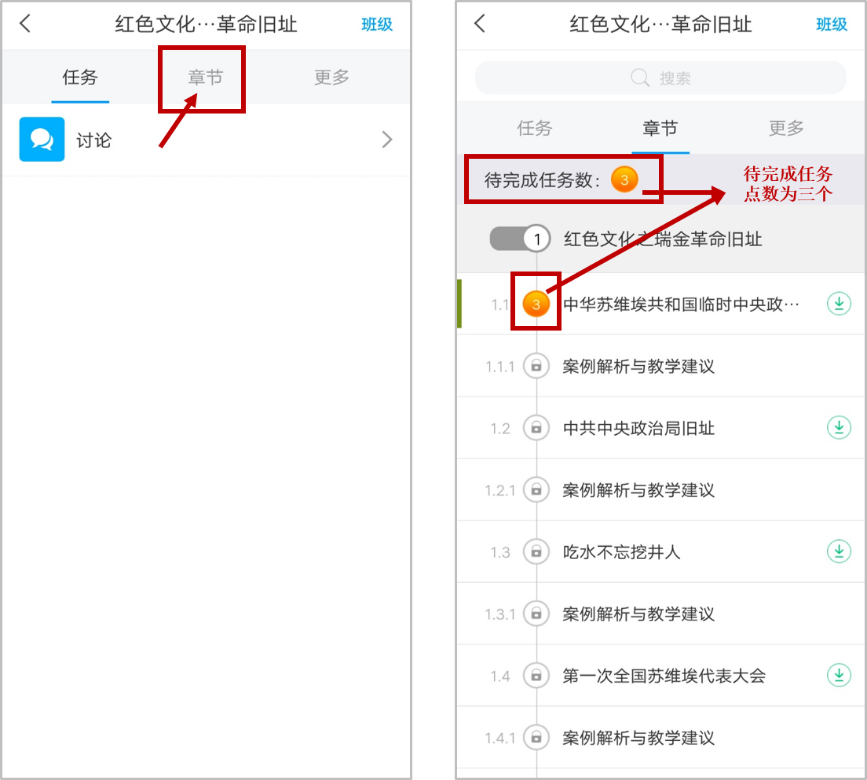 红色文化…革命旧址
班级
任务
章节
更多
讨论
红色文化…革命旧址
班级
搜索
任务
章节
更多
待完成任务数：3
待完成任务
点数为三个
1 红色文化之瑞金革命旧址
1.1 3 中华苏维埃共和国临时中央政…
1.1.1 案例解析与教学建议
1.2 中共中央政治局旧址
1.2.1 案例解析与教学建议
1.3 吃水不忘挖井人
1.3.1 案例解析与教学建议
1.4 第一次全国苏维埃代表大会
1.4.1 案例解析与教学建议